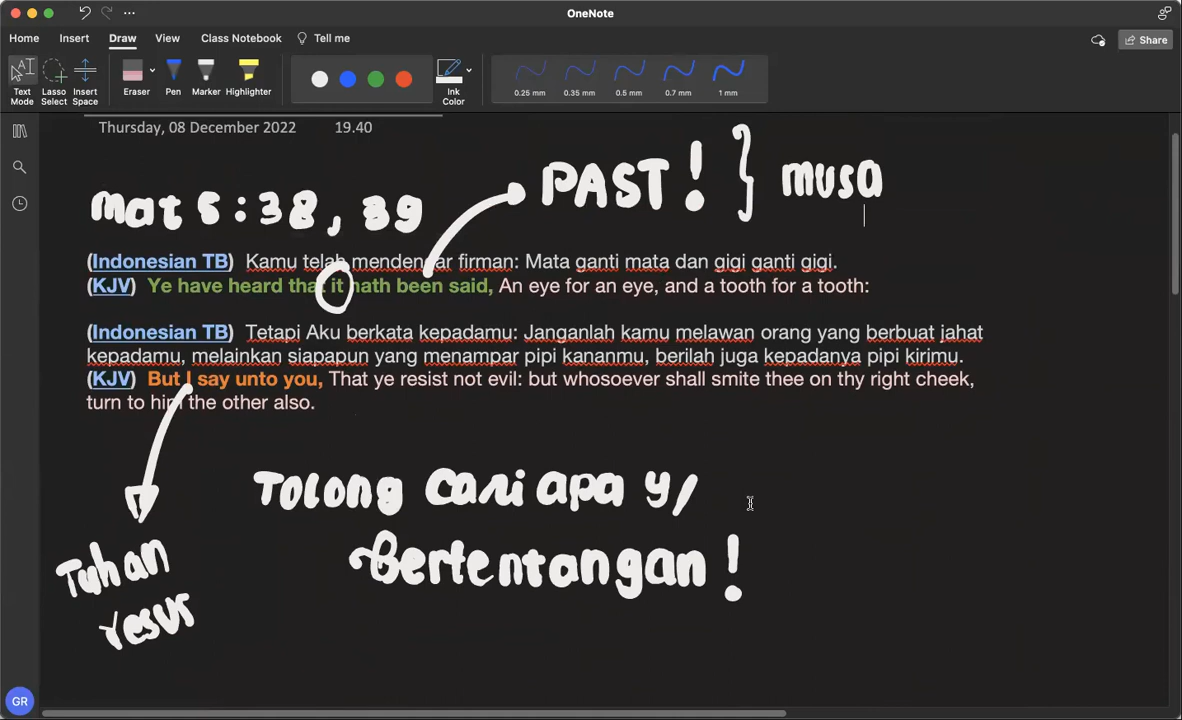 OneNote
Home Insert Draw View Class Notebook Tell me
Share
Text Mode
Lasso Select
Insert Space
Eraser
Pen
Marker
Highlighter
Ink Color
0.25 mm 0.35 mm 0.5 mm 0.7 mm 1 mm
Thursday, 08 December 2022 19.40
PAST! } musa
mat 5:38, 39
(Indonesian TB) Kamu telah mendengar firman: Mata ganti mata dan gigi ganti gigi.
(KJV) Ye have heard that it hath been said, An eye for an eye, and a tooth for a tooth:
(Indonesian TB) Tetapi Aku berkata kepadamu: Janganlah kamu melawan orang yang berbuat jahat
kepadamu, melainkan siapapun yang menampar pipi kananmu, berilah juga kepadanya pipi kirimu.
(KJV) But I say unto you, That ye resist not evil: but whosoever shall smite thee on thy right cheek,
turn to him the other also.
Tolong Cari apa y/
Bertentangan!
Tuhan
Yesus
GR